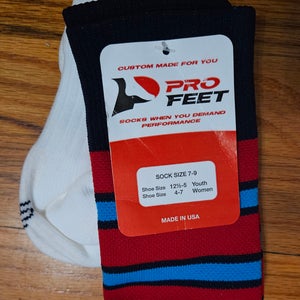 CUSTOM MADE FOR YOU
PRO
FEET
SOCKS WHEN YOU DEMAND
PERFORMANCE
SOCK SIZE 7-9
Shoe Size 12½-5 Youth
Shoe Size 4-7 Women
MADE IN USA